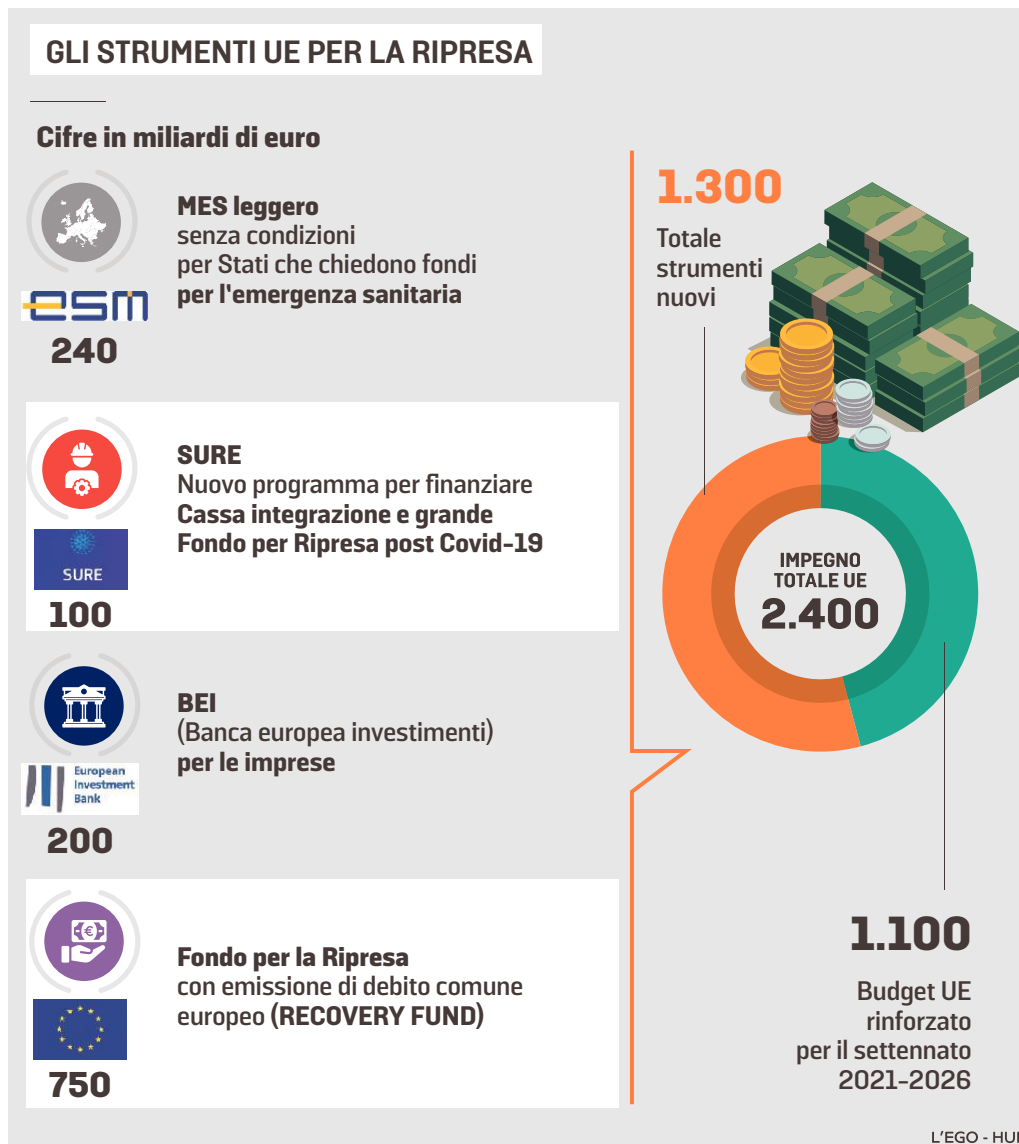 GLI STRUMENTI UE PER LA RIPRESA
Cifre in miliardi di euro
MES leggero
senza condizioni
per Stati che chiedono fondi
per l'emergenza sanitaria
esm
240
SURE
Nuovo programma per finanziare
Cassa integrazione e grande
Fondo per Ripresa post Covid-19
SURE
100
BEI
(Banca europea investimenti)
per le imprese
European
Investment
Bank
200
Fondo per la Ripresa
con emissione di debito comune
europeo (RECOVERY FUND)
750
1.300
Totale
strumenti
nuovi
IMPEGNO
TOTALE UE
2.400
1.100
Budget UE
rinforzato
per il settennato
2021-2026
L'EGO - HUB